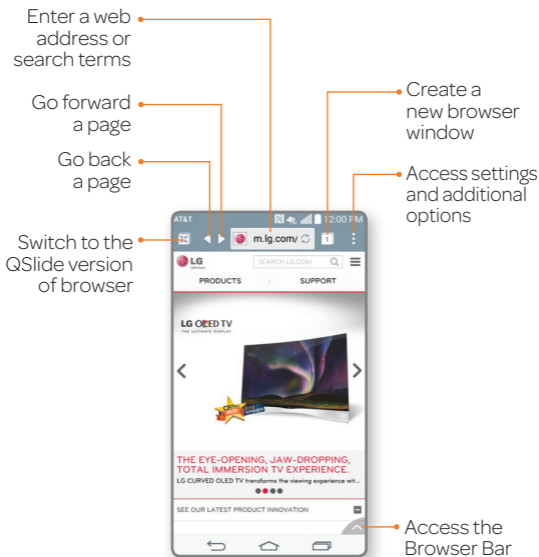 Enter a web
address or
search terms
Go forward
a page
Go back
a page
Switch to the
QSlide version
of browser
Create a
new browser
window
Access settings
and additional
options
AT&T 12:00 PM
m.lg.com/ 1
LG
SEARCH LG.COM
PRODUCTS SUPPORT
LG OLED TV
THE ULTIMATE DISPLAY
THE EYE-OPENING, JAW-DROPPING,
TOTAL IMMERSION TV EXPERIENCE.
LG CURVED OLED TV transforms the viewing experience wit...
SEE OUR LATEST PRODUCT INNOVATION
Access the
Browser Bar